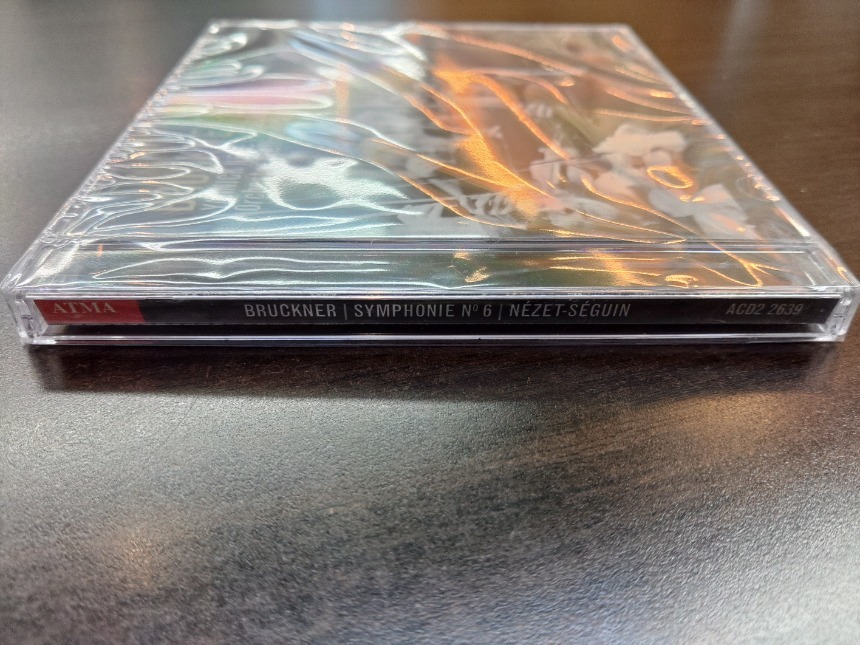 ATMA BRUCKNER | SYMPHONIE Nº 6 | NÉZET-SÉGUIN ACD2 2639